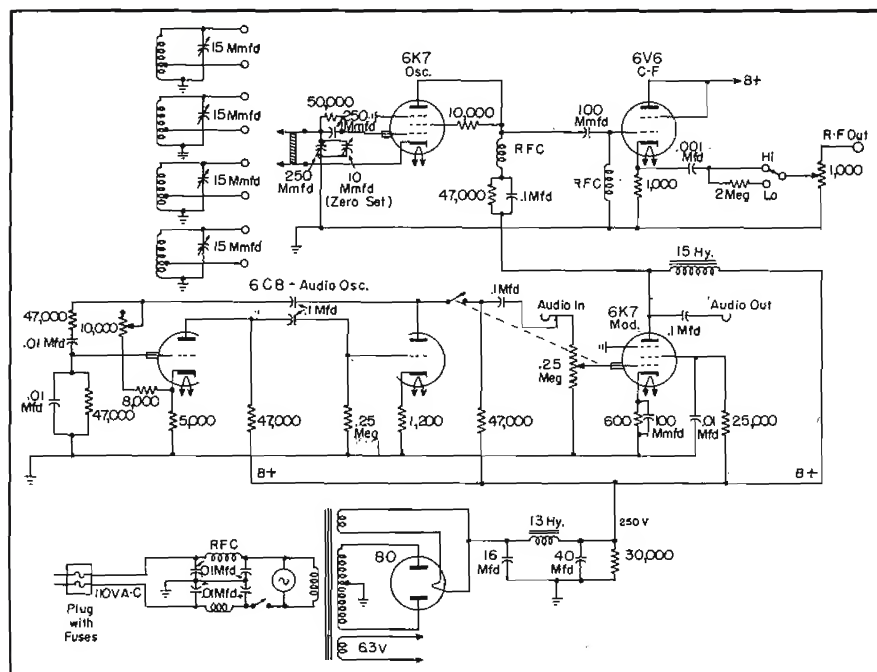 15 Mmfd
15 Mmfd
15 Mmfd
15 Mmfd
6K7
Osc.
50,000
250
Mmfd
10,000
250
Mmfd
10
Mmfd
(Zero Set)
RFC
47,000
.1Mfd
100
Mmfd
RFC
6V6
C-F
B+
.001
Mfd
1,000
Hi
Lo
2 Meg
R-F Out
1,000
15 Hy.
6C8 - Audio Osc.
.1 Mfd
47,000
.01 Mfd
10,000
.01
Mfd
47,000
8,000
5,000
47,000
.25
Meg
1,200
47,000
.1Mfd
Audio In
.25
Meg
6K7
Mod.
Audio Out
.1 Mfd
600
100
Mmfd
.01
Mfd
25,000
B+
B+
250 V
Plug
with
Fuses
110VA-C
RFC
.01Mfd
.01Mfd
80
6.3V
13 Hy.
16
Mfd
40
Mfd
30,000